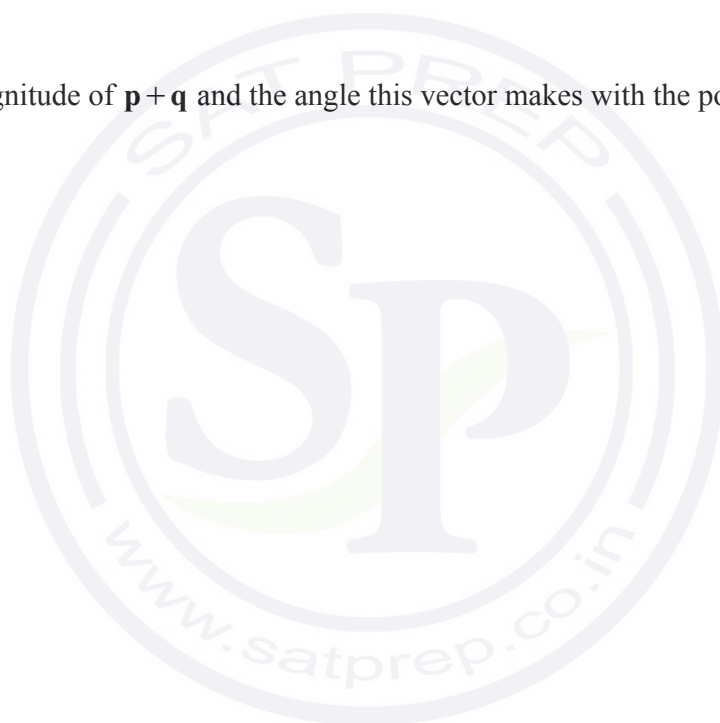 gnitude of p+q and the angle this vector makes with the po
SAT PREP
SP
www.satprep.co.in